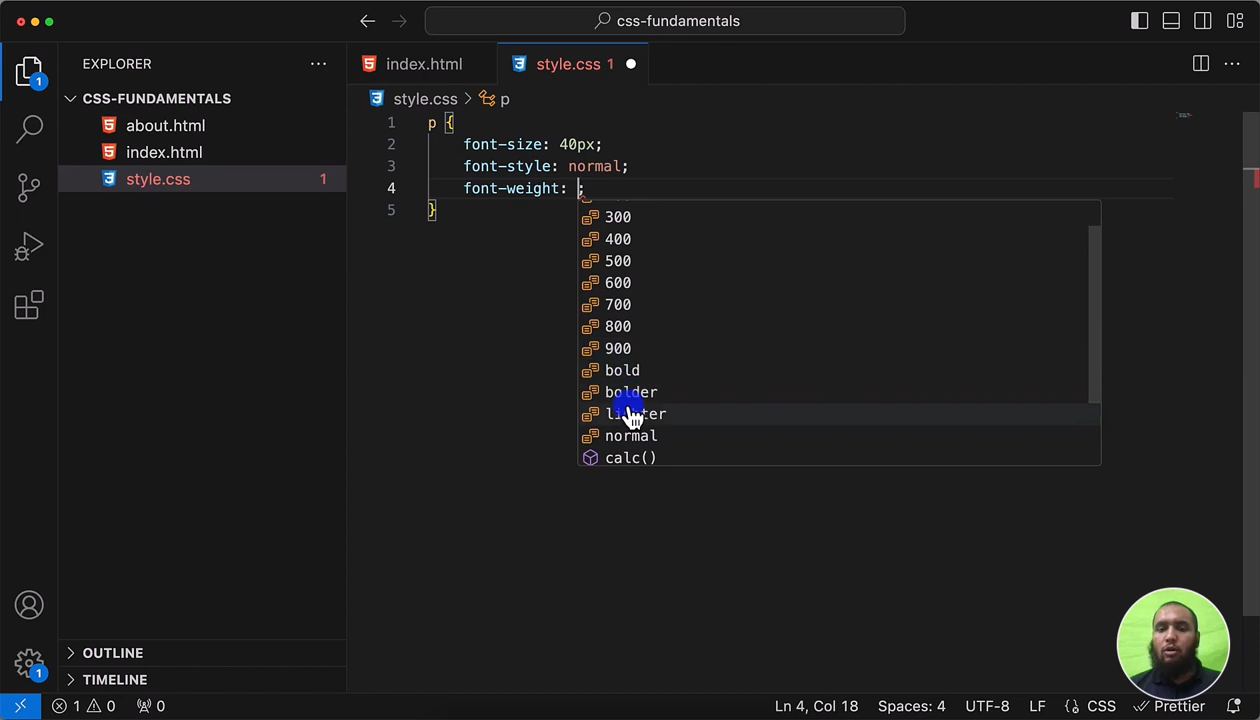 css-fundamentals
EXPLORER
CSS-FUNDAMENTALS
about.html
index.html
style.css 1
index.html
style.css 1
style.css > p
1 p {
2 font-size: 40px;
3 font-style: normal;
4 font-weight: ;
5 }
300
400
500
600
700
800
900
bold
bolder
lighter
normal
calc()
1
1
OUTLINE
TIMELINE
1 0 0
Ln 4, Col 18 Spaces: 4 UTF-8 LF {} CSS Prettier